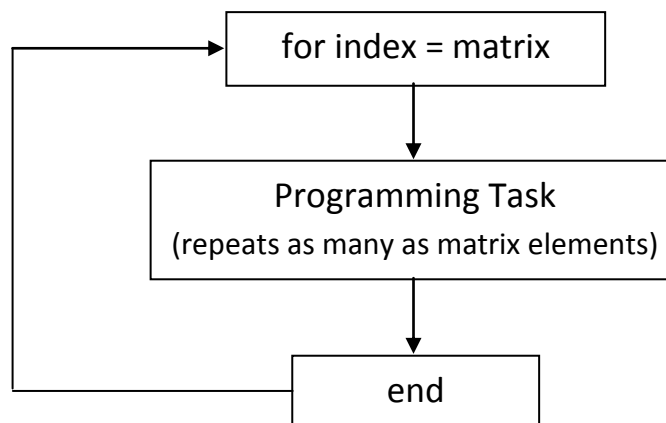 for index = matrix
Programming Task
(repeats as many as matrix elements)
end